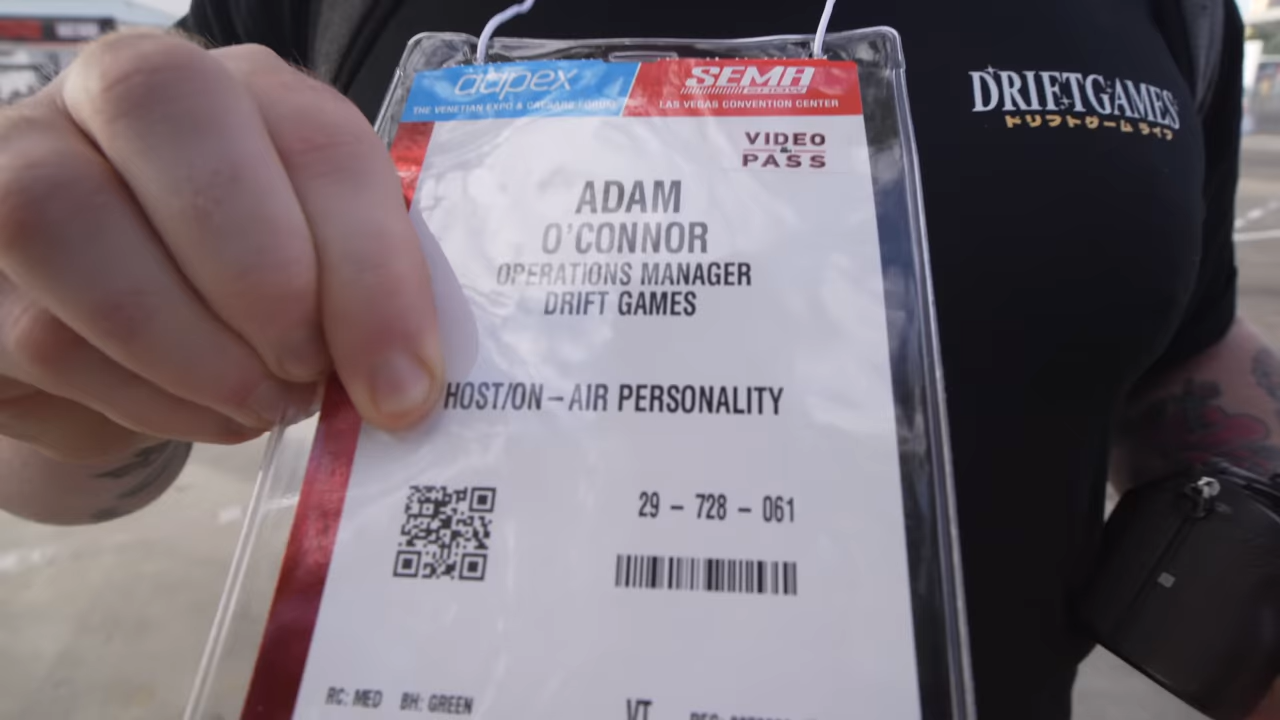 aapex
THE VENETIAN EXPO & CAESARS FORUM
SEMA
SHOW
LAS VEGAS CONVENTION CENTER
VIDEO
&
PASS
ADAM
O'CONNOR
OPERATIONS MANAGER
DRIFT GAMES
HOST/ON – AIR PERSONALITY
29 – 728 – 061
RC: MED BH: GREEN
VT
DRIFTGAMES
ドリフトゲームライフ